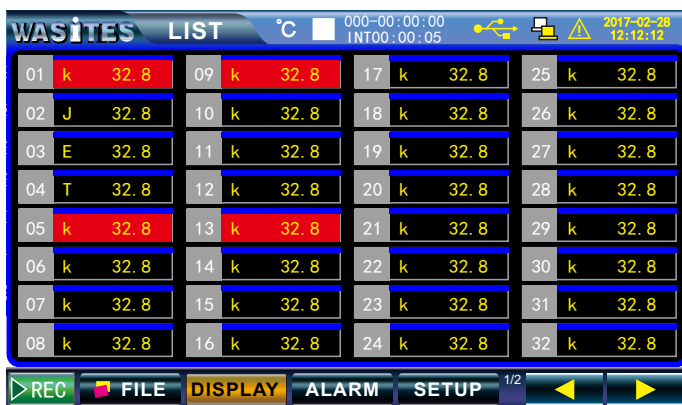 WASiTES LIST ℃ 000-00:00:00 2017-02-28
INT00:00:05 12:12:12
01 k 32.8 09 k 32.8 17 k 32.8 25 k 32.8
02 J 32.8 10 k 32.8 18 k 32.8 26 k 32.8
03 E 32.8 11 k 32.8 19 k 32.8 27 k 32.8
04 T 32.8 12 k 32.8 20 k 32.8 28 k 32.8
05 k 32.8 13 k 32.8 21 k 32.8 29 k 32.8
06 k 32.8 14 k 32.8 22 k 32.8 30 k 32.8
07 k 32.8 15 k 32.8 23 k 32.8 31 k 32.8
08 k 32.8 16 k 32.8 24 k 32.8 32 k 32.8
REC FILE DISPLAY ALARM SETUP 1/2